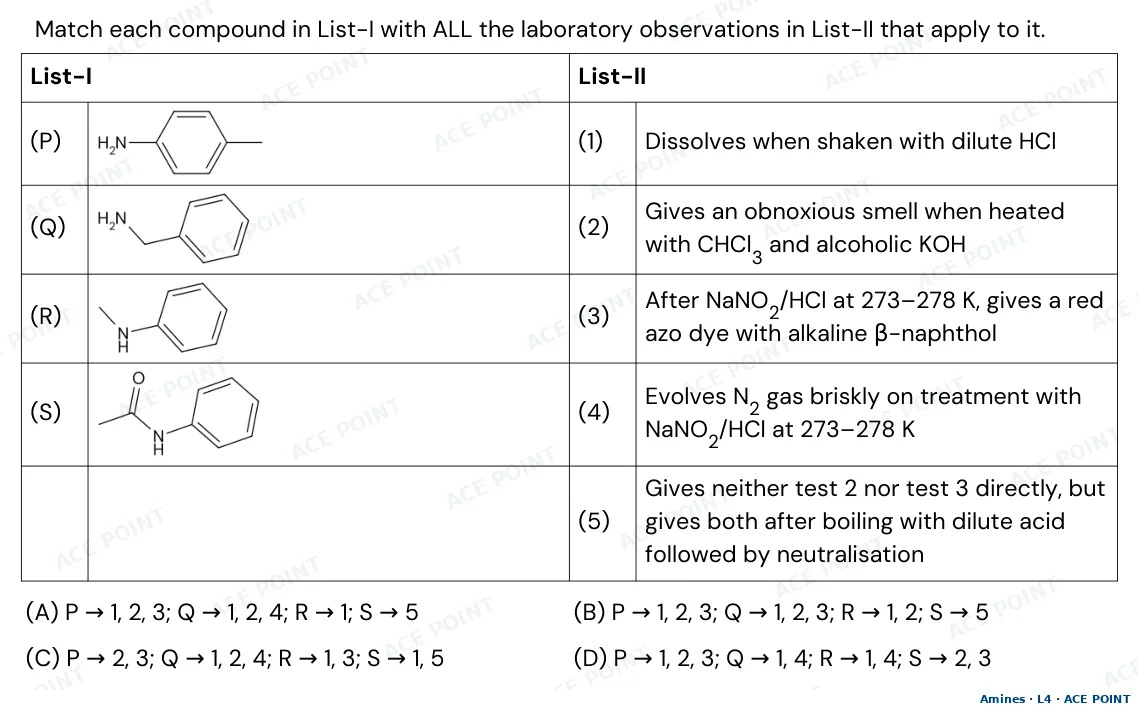 Match each compound in List-I with ALL the laboratory observations in List-II that apply to it.
List-I
List-II
(P)
H₂N
(1)
Dissolves when shaken with dilute HCl
(Q)
H₂N
(2)
Gives an obnoxious smell when heated
with CHCl₃ and alcoholic KOH
(R)
N
H
(3)
After NaNO₂/HCl at 273–278 K, gives a red
azo dye with alkaline β-naphthol
(S)
O
N
H
(4)
Evolves N₂ gas briskly on treatment with
NaNO₂/HCl at 273–278 K
(5)
Gives neither test 2 nor test 3 directly, but
gives both after boiling with dilute acid
followed by neutralisation
(A) P → 1, 2, 3; Q → 1, 2, 4; R → 1; S → 5
(B) P → 1, 2, 3; Q → 1, 2, 3; R → 1, 2; S → 5
(C) P → 2, 3; Q → 1, 2, 4; R → 1, 3; S → 1, 5
(D) P → 1, 2, 3; Q → 1, 4; R → 1, 4; S → 2, 3
Amines · L4 · ACE POINT
ACE POINT